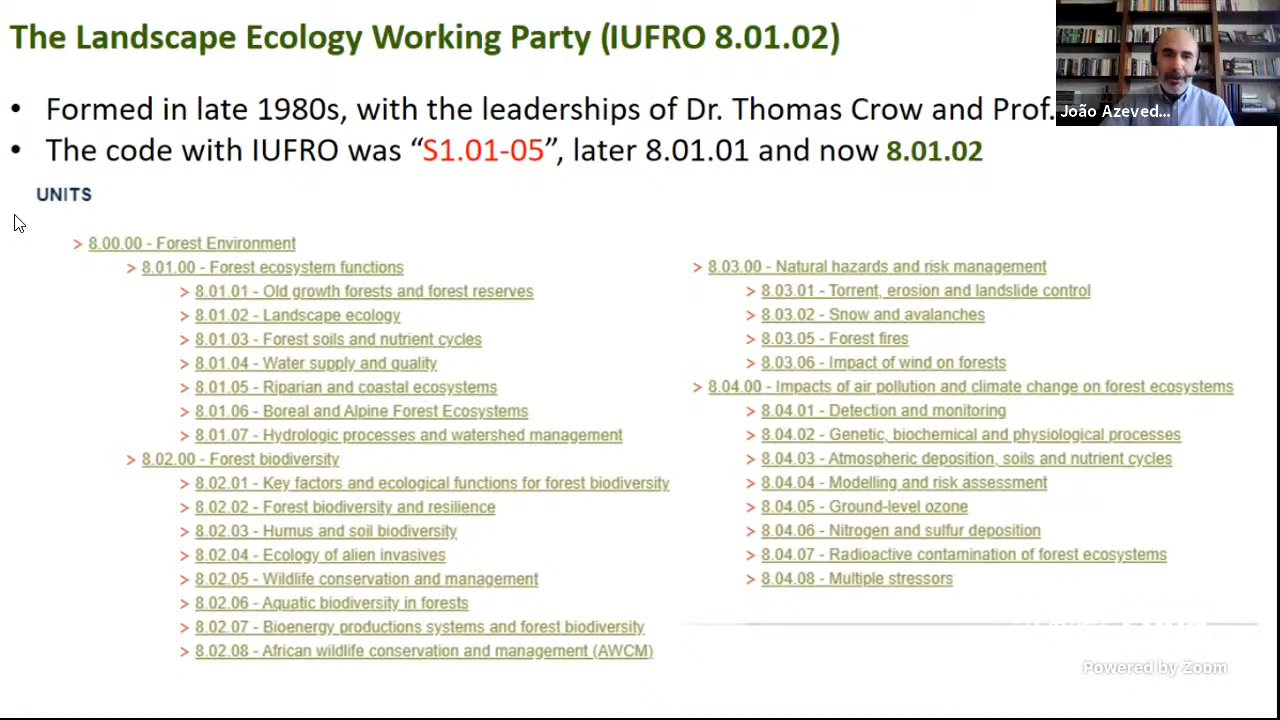 The Landscape Ecology Working Party (IUFRO 8.01.02)
• Formed in late 1980s, with the leaderships of Dr. Thomas Crow and Prof.
• The code with IUFRO was “S1.01-05”, later 8.01.01 and now 8.01.02
João Azeved...
UNITS
> 8.00.00 - Forest Environment
> 8.01.00 - Forest ecosystem functions
> 8.01.01 - Old growth forests and forest reserves
> 8.01.02 - Landscape ecology
> 8.01.03 - Forest soils and nutrient cycles
> 8.01.04 - Water supply and quality
> 8.01.05 - Riparian and coastal ecosystems
> 8.01.06 - Boreal and Alpine Forest Ecosystems
> 8.01.07 - Hydrologic processes and watershed management
> 8.02.00 - Forest biodiversity
> 8.02.01 - Key factors and ecological functions for forest biodiversity
> 8.02.02 - Forest biodiversity and resilience
> 8.02.03 - Humus and soil biodiversity
> 8.02.04 - Ecology of alien invasives
> 8.02.05 - Wildlife conservation and management
> 8.02.06 - Aquatic biodiversity in forests
> 8.02.07 - Bioenergy productions systems and forest biodiversity
> 8.02.08 - African wildlife conservation and management (AWCM)
> 8.03.00 - Natural hazards and risk management
> 8.03.01 - Torrent, erosion and landslide control
> 8.03.02 - Snow and avalanches
> 8.03.05 - Forest fires
> 8.03.06 - Impact of wind on forests
> 8.04.00 - Impacts of air pollution and climate change on forest ecosystems
> 8.04.01 - Detection and monitoring
> 8.04.02 - Genetic, biochemical and physiological processes
> 8.04.03 - Atmospheric deposition, soils and nutrient cycles
> 8.04.04 - Modelling and risk assessment
> 8.04.05 - Ground-level ozone
> 8.04.06 - Nitrogen and sulfur deposition
> 8.04.07 - Radioactive contamination of forest ecosystems
> 8.04.08 - Multiple stressors
Powered by Zoom